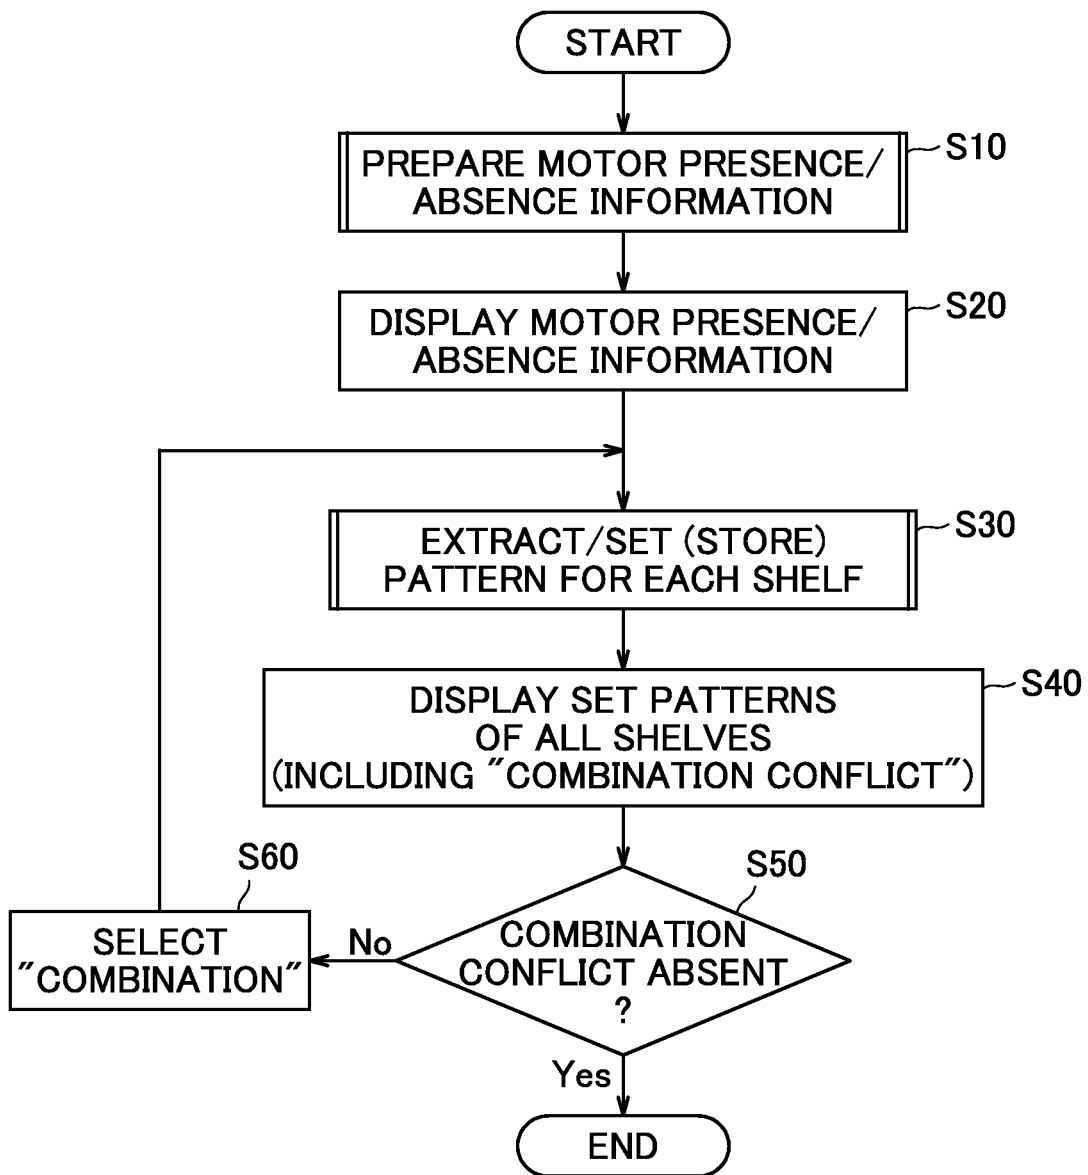 START
PREPARE MOTOR PRESENCE/
ABSENCE INFORMATION
S10
DISPLAY MOTOR PRESENCE/
ABSENCE INFORMATION
S20
EXTRACT/SET (STORE)
PATTERN FOR EACH SHELF
S30
DISPLAY SET PATTERNS
OF ALL SHELVES
(INCLUDING "COMBINATION CONFLICT")
S40
COMBINATION
CONFLICT ABSENT
?
S50
No
SELECT
"COMBINATION"
S60
Yes
END